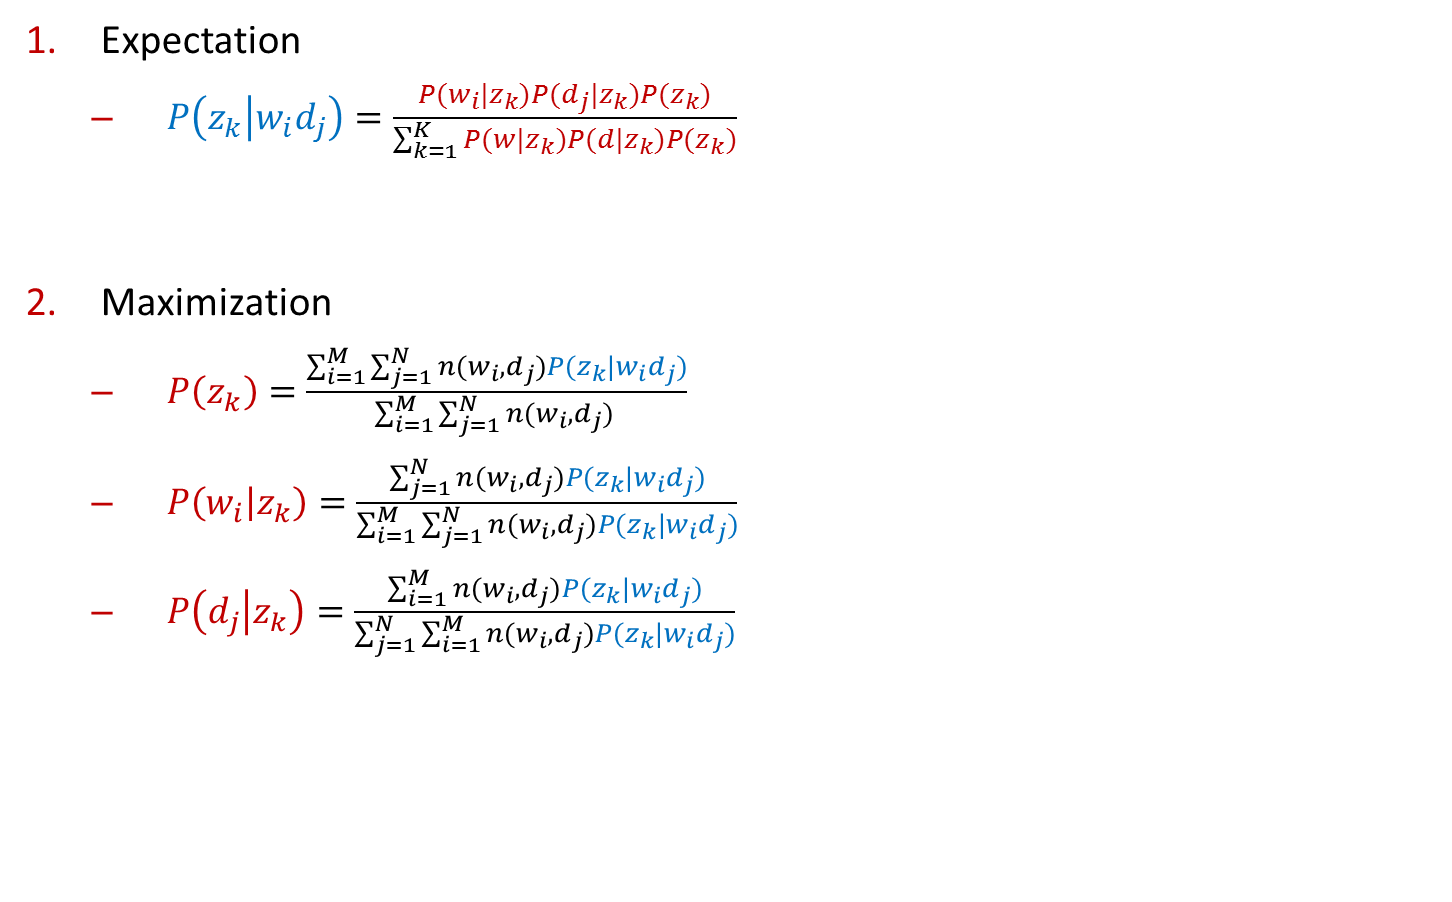 1. Expectation
– P(z_k|w_i d_j) = P(w_i|z_k)P(d_j|z_k)P(z_k) / ∑_{k=1}^{K} P(w|z_k)P(d|z_k)P(z_k)
2. Maximization
– P(z_k) = ∑_{i=1}^{M} ∑_{j=1}^{N} n(w_i,d_j)P(z_k|w_i d_j) / ∑_{i=1}^{M} ∑_{j=1}^{N} n(w_i,d_j)
– P(w_i|z_k) = ∑_{j=1}^{N} n(w_i,d_j)P(z_k|w_i d_j) / ∑_{i=1}^{M} ∑_{j=1}^{N} n(w_i,d_j)P(z_k|w_i d_j)
– P(d_j|z_k) = ∑_{i=1}^{M} n(w_i,d_j)P(z_k|w_i d_j) / ∑_{j=1}^{N} ∑_{i=1}^{M} n(w_i,d_j)P(z_k|w_i d_j)